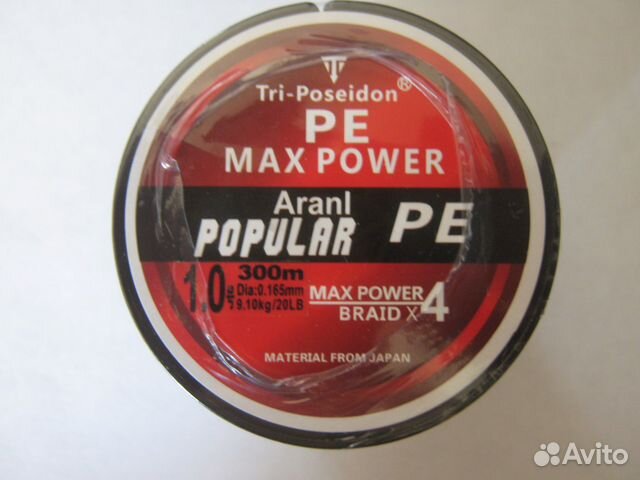 Tri-Poseidon®
PE
MAX POWER
Aranl
POPULAR PE
1.0
300m
Dia:0.165mm
9.10kg/20LB
MAX POWER
BRAID X4
MATERIAL FROM JAPAN
Avito